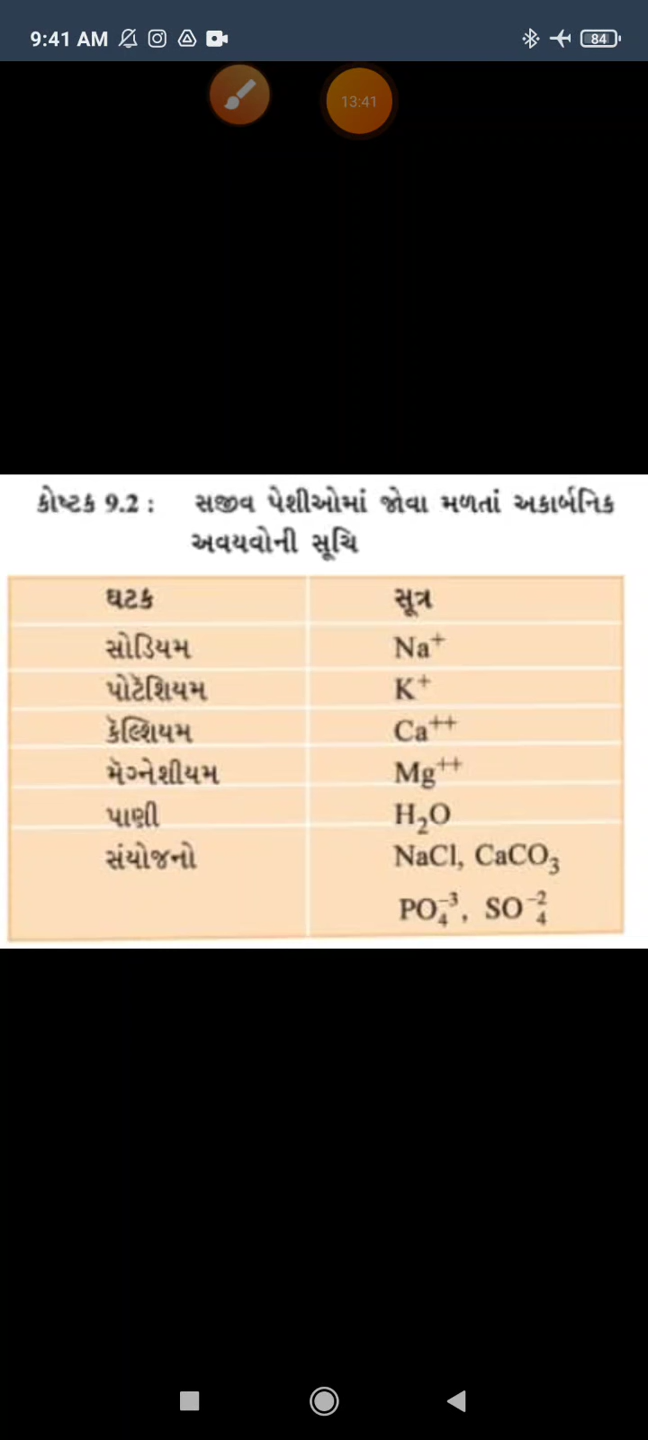 9:41 AM
84
13:41
કોષ્ટક 9.2 : સજીવ પેશીઓમાં જોવા મળતાં અકાર્બનિક
અવયવોની સૂચિ
ઘટક સૂત્ર
સોડિયમ Na⁺
પોટેશિયમ K⁺
કૅલ્શિયમ Ca⁺⁺
મૅગ્નેશીયમ Mg⁺⁺
પાણી H₂O
સંયોજનો NaCl, CaCO₃
PO₄⁻³, SO₄⁻²